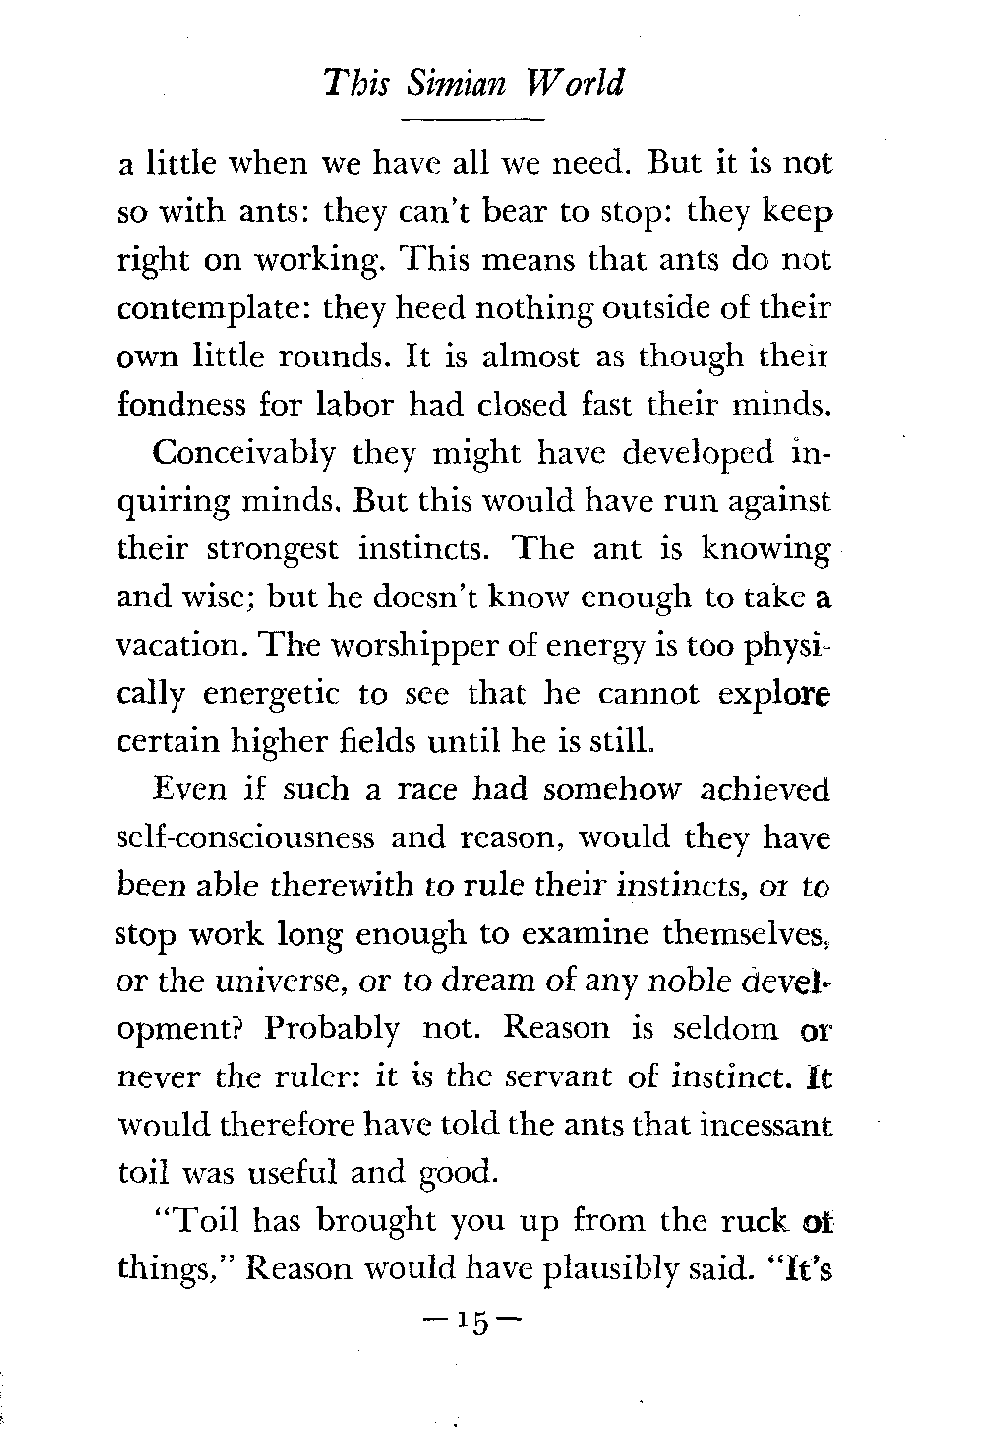 This Simian World
a little when we have all we need. But it is not
so with ants: they can't bear to stop: they keep
right on working. This means that ants do not
contemplate: they heed nothing outside of their
own little rounds. It is almost as though their
fondness for labor had closed fast their minds.
Conceivably they might have developed in-
quiring minds. But this would have run against
their strongest instincts. The ant is knowing
and wise; but he doesn't know enough to take a
vacation. The worshipper of energy is too physi-
cally energetic to see that he cannot explore
certain higher fields until he is still.
Even if such a race had somehow achieved
self-consciousness and reason, would they have
been able therewith to rule their instincts, or to
stop work long enough to examine themselves,
or the universe, or to dream of any noble devel-
opment? Probably not. Reason is seldom or
never the ruler: it is the servant of instinct. It
would therefore have told the ants that incessant
toil was useful and good.
"Toil has brought you up from the ruck of
things," Reason would have plausibly said. "It's
— 15 —